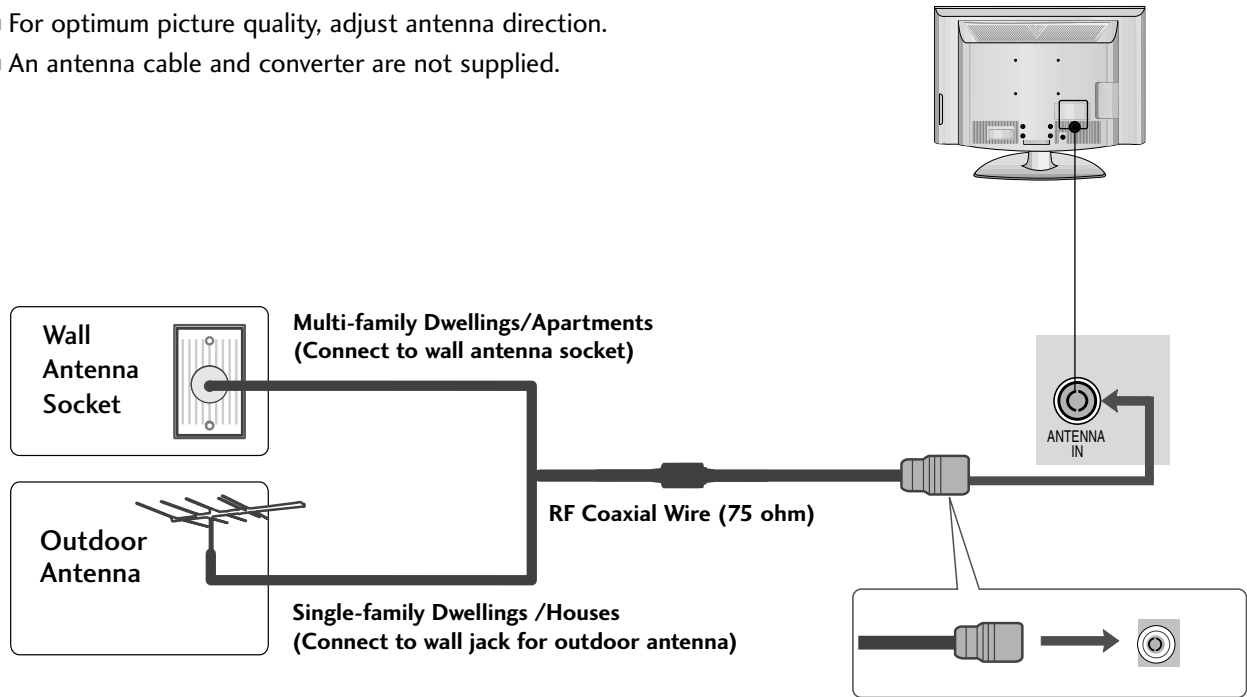 For optimum picture quality, adjust antenna direction.
An antenna cable and converter are not supplied.
Wall
Antenna
Socket
Multi-family Dwellings/Apartments
(Connect to wall antenna socket)
ANTENNA
IN
RF Coaxial Wire (75 ohm)
Outdoor
Antenna
Single-family Dwellings /Houses
(Connect to wall jack for outdoor antenna)